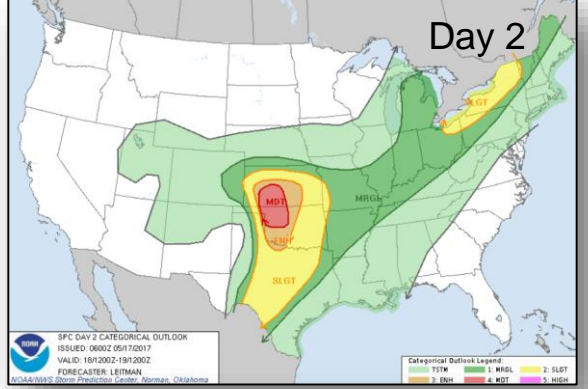 Day 2
SLGT
MDT
MRGL
ENH
SLGT
SPC DAY 2 CATEGORICAL OUTLOOK
ISSUED: 0600Z 05/17/2017
VALID: 18/1200Z-19/1200Z
FORECASTER: LEITMAN
NOAA/NWS Storm Prediction Center, Norman, Oklahoma
Categorical Outlook Legend:
TSTM 1: MRGL 2: SLGT
3: ENH 4: MDT 5: HIGH